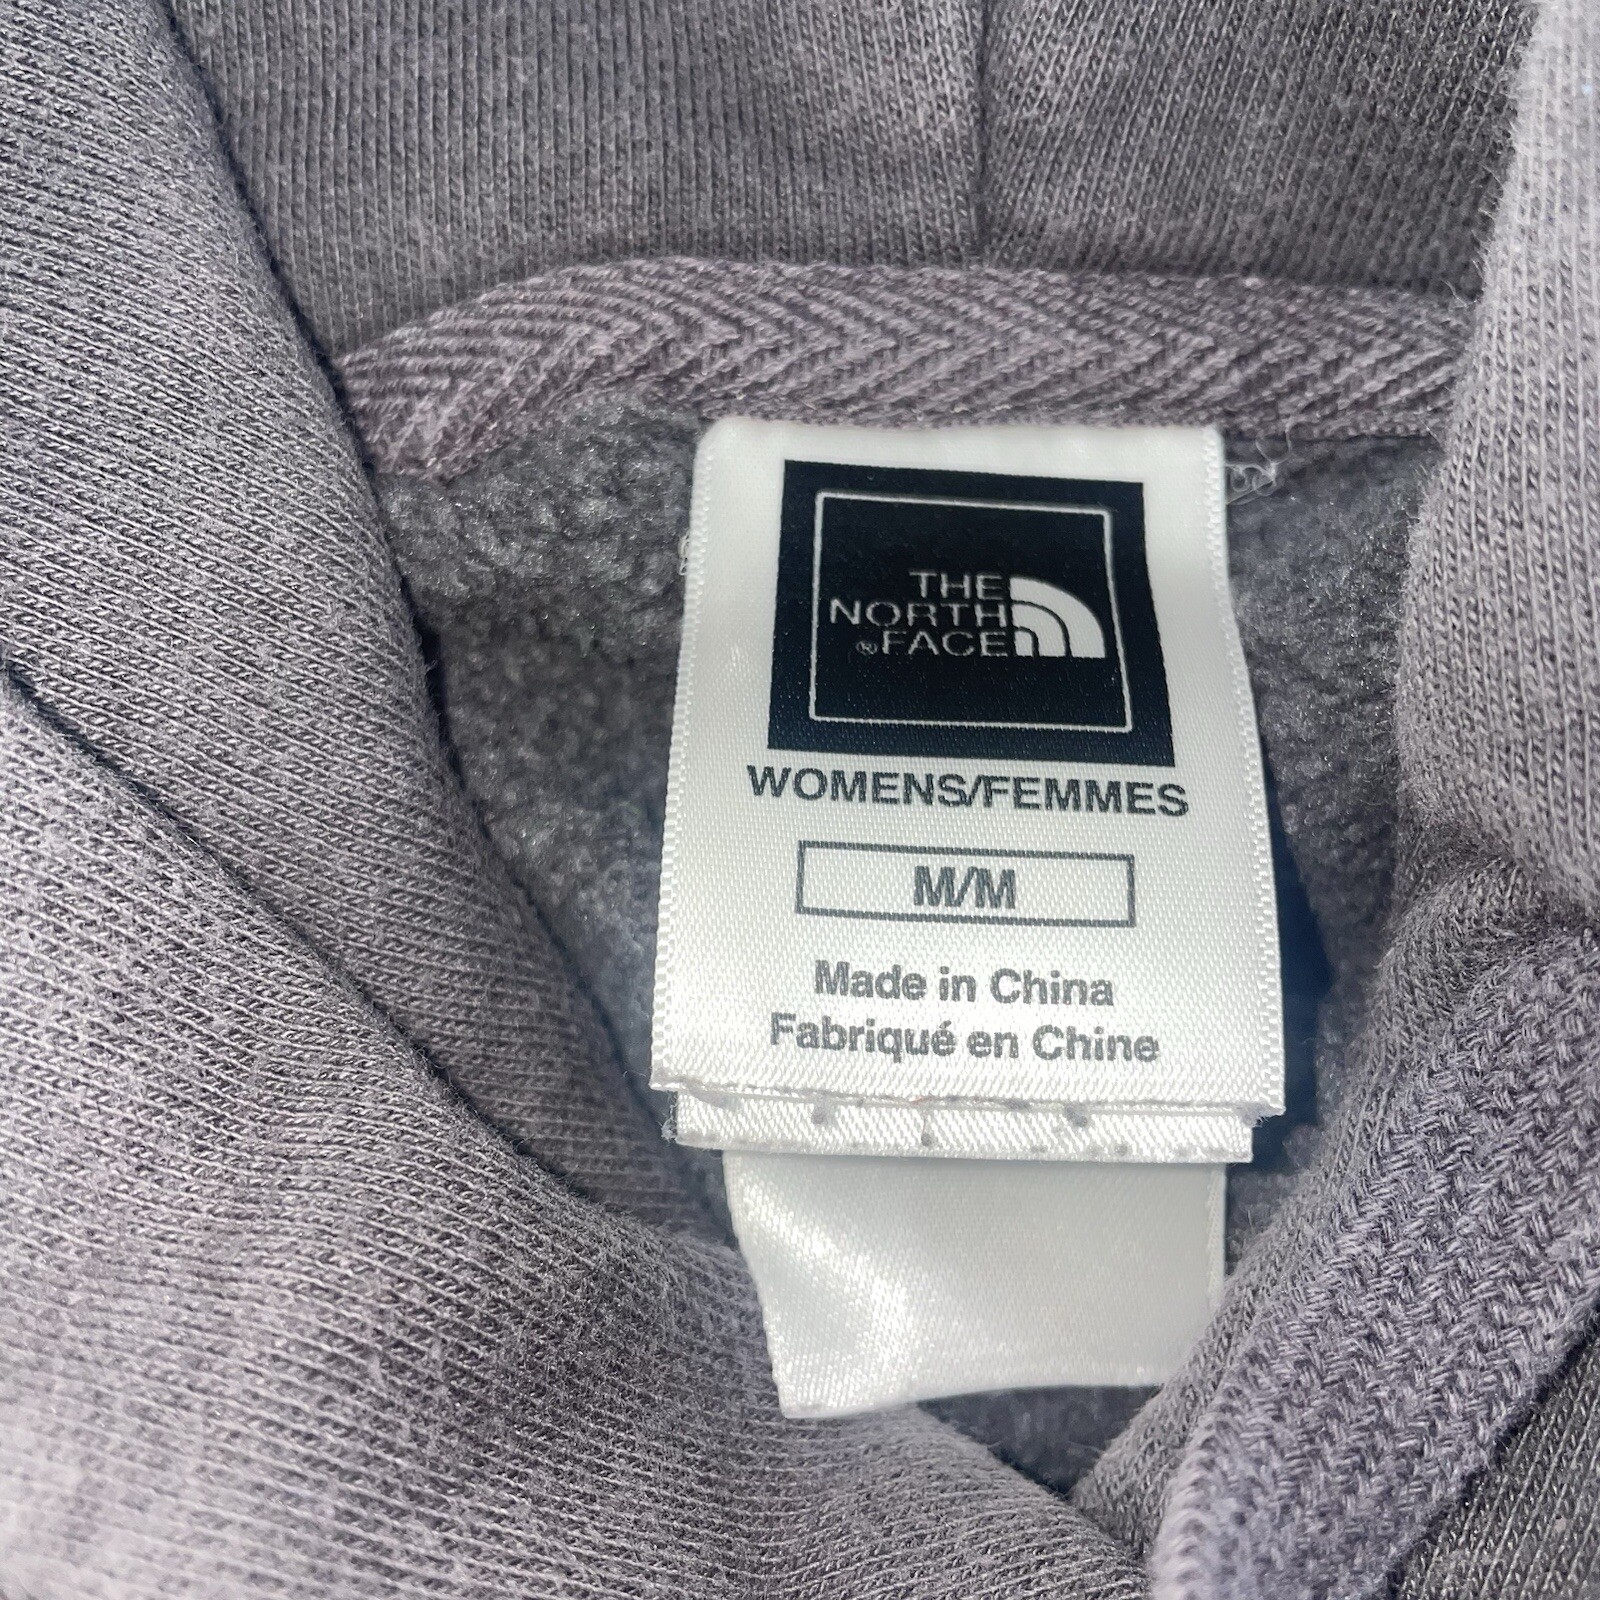 THE
NORTH
®FACE
WOMENS/FEMMES
M/M
Made in China
Fabriqué en Chine